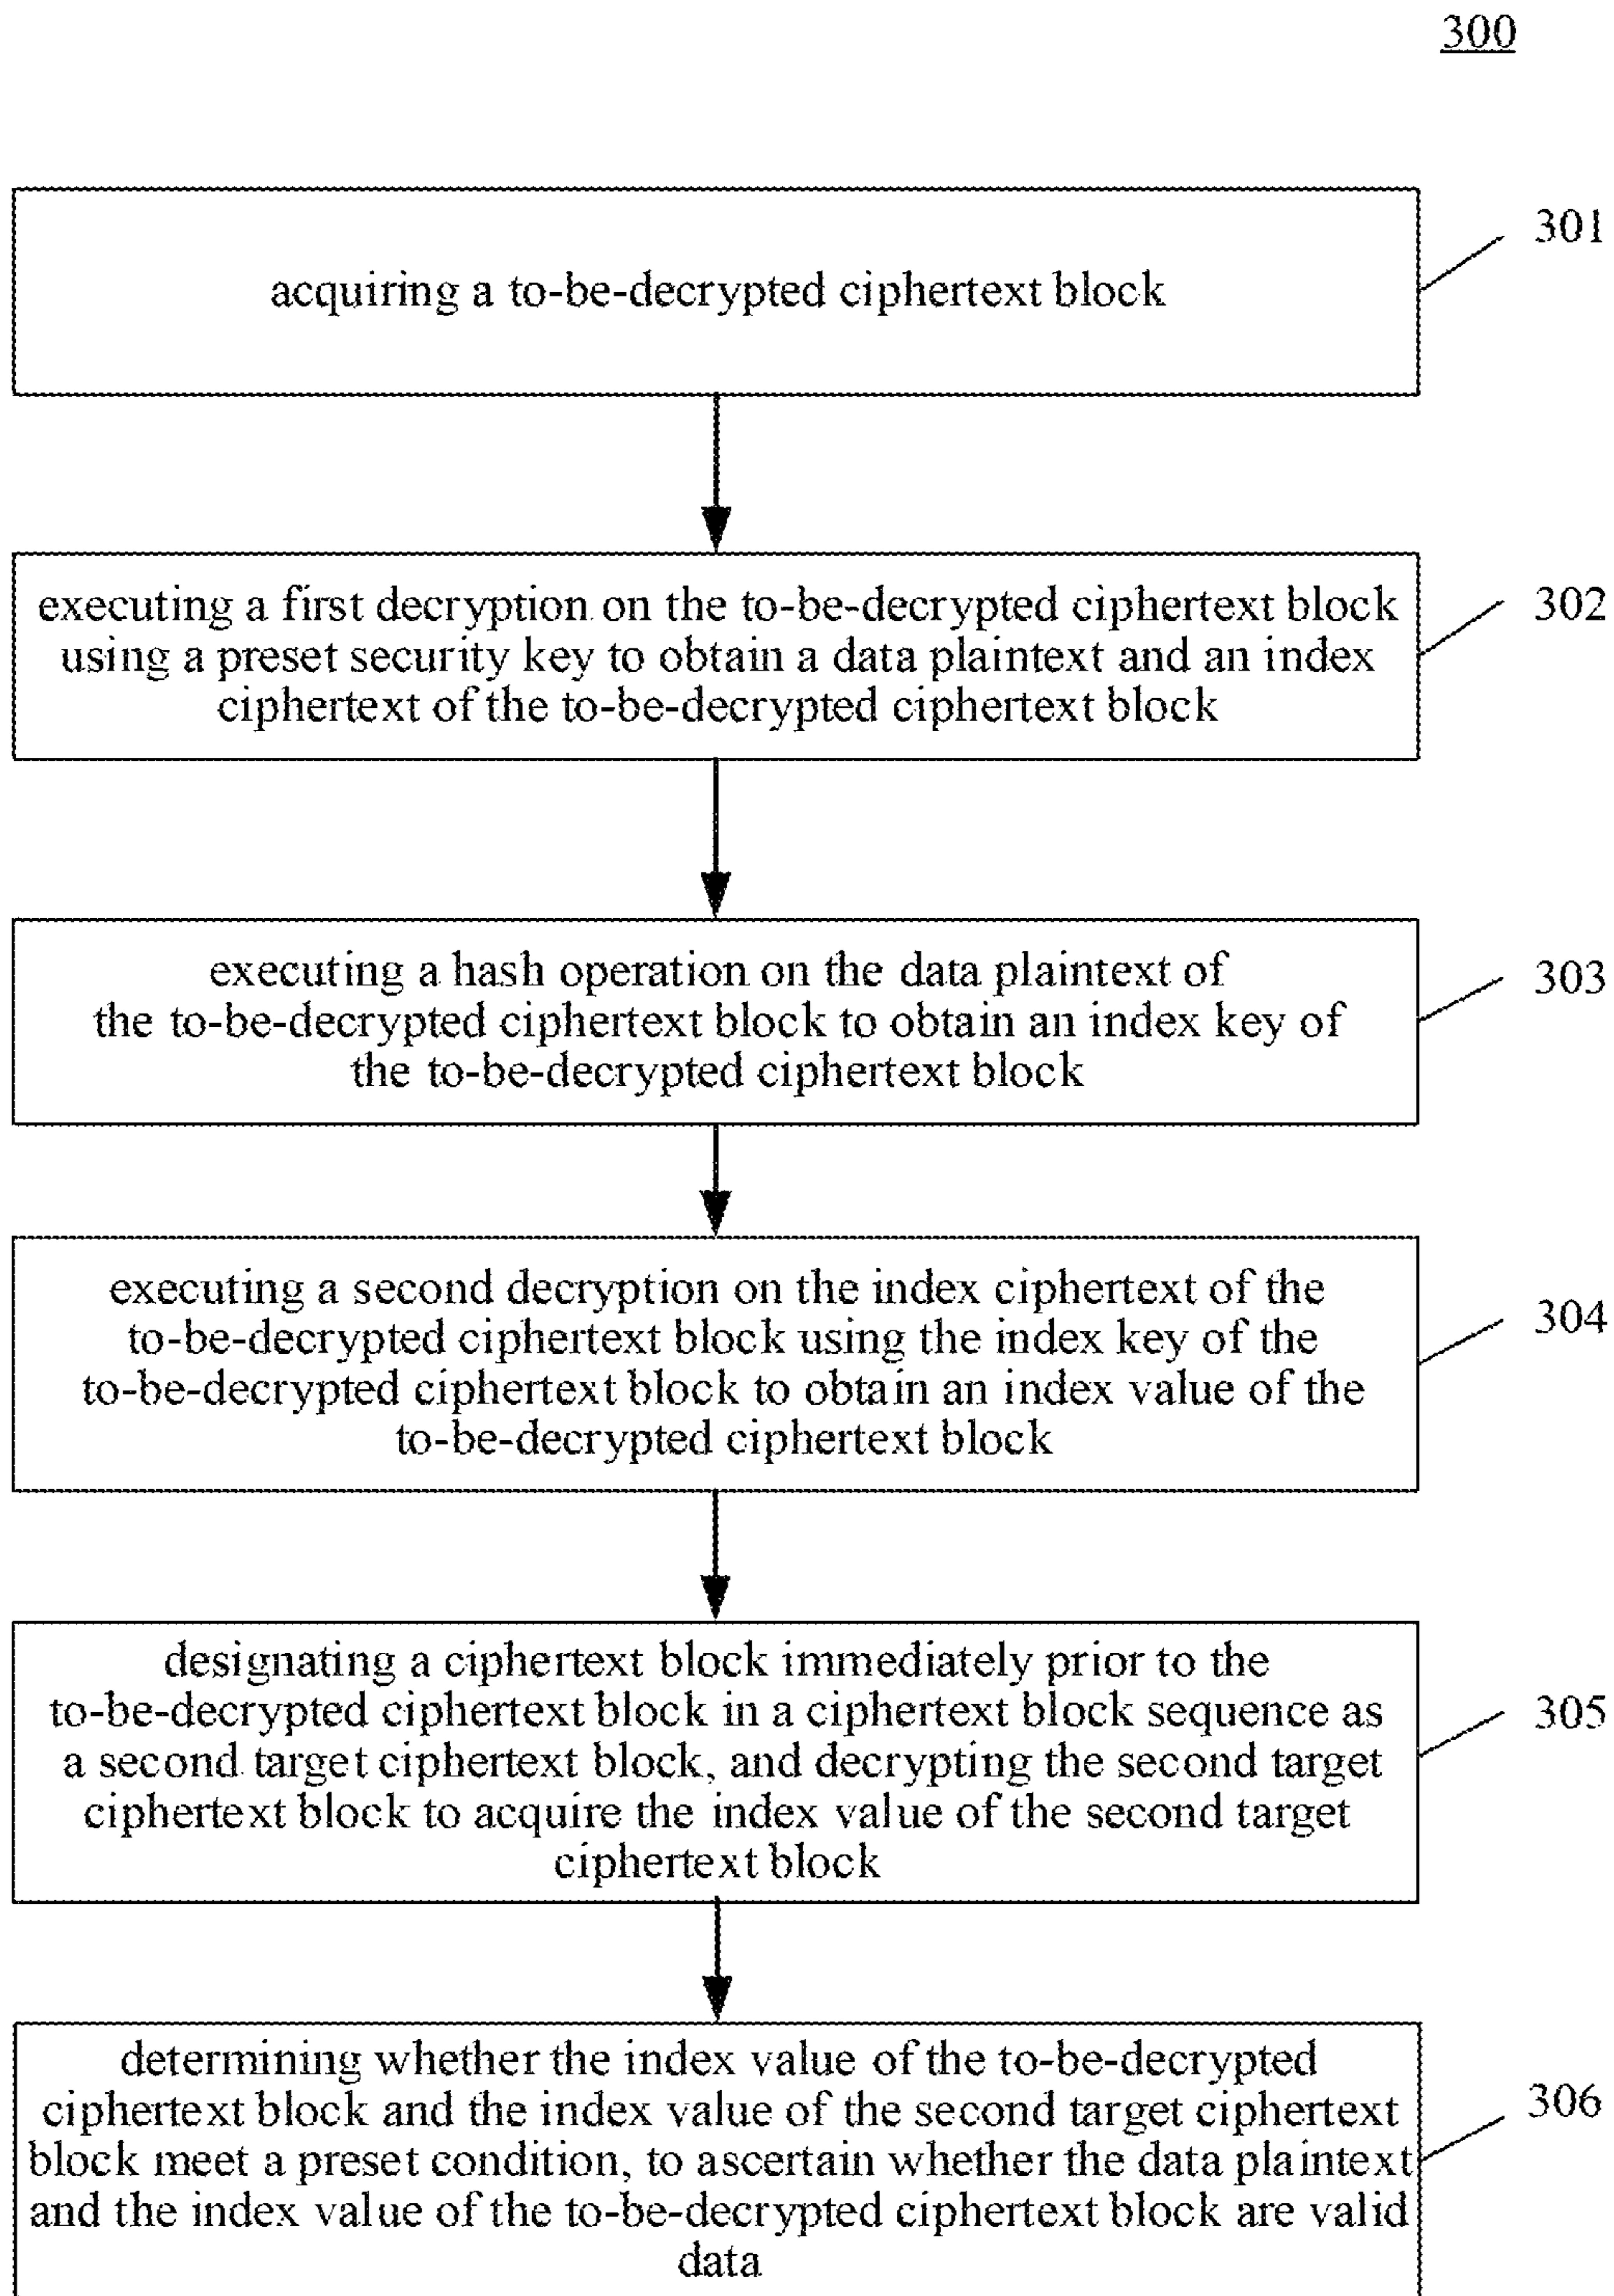 300
acquiring a to-be-decrypted ciphertext block
301
executing a first decryption on the to-be-decrypted ciphertext block
using a preset security key to obtain a data plaintext and an index
ciphertext of the to-be-decrypted ciphertext block
302
executing a hash operation on the data plaintext of
the to-be-decrypted ciphertext block to obtain an index key of
the to-be-decrypted ciphertext block
303
executing a second decryption on the index ciphertext of the
to-be-decrypted ciphertext block using the index key of the
to-be-decrypted ciphertext block to obtain an index value of the
to-be-decrypted ciphertext block
304
designating a ciphertext block immediately prior to the
to-be-decrypted ciphertext block in a ciphertext block sequence as
a second target ciphertext block, and decrypting the second target
ciphertext block to acquire the index value of the second target
ciphertext block
305
determining whether the index value of the to-be-decrypted
ciphertext block and the index value of the second target ciphertext
block meet a preset condition, to ascertain whether the data plaintext
and the index value of the to-be-decrypted ciphertext block are valid
data
306